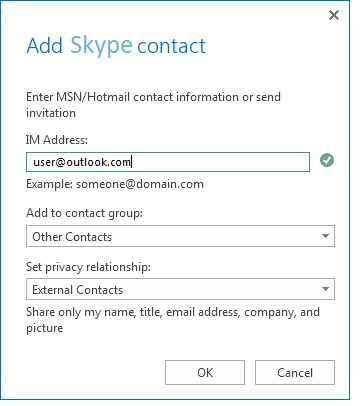 Add Skype contact
Enter MSN/Hotmail contact information or send
invitation
IM Address:
user@outlook.com
Example: someone@domain.com
Add to contact group:
Other Contacts
Set privacy relationship:
External Contacts
Share only my name, title, email address, company, and
picture
OK Cancel